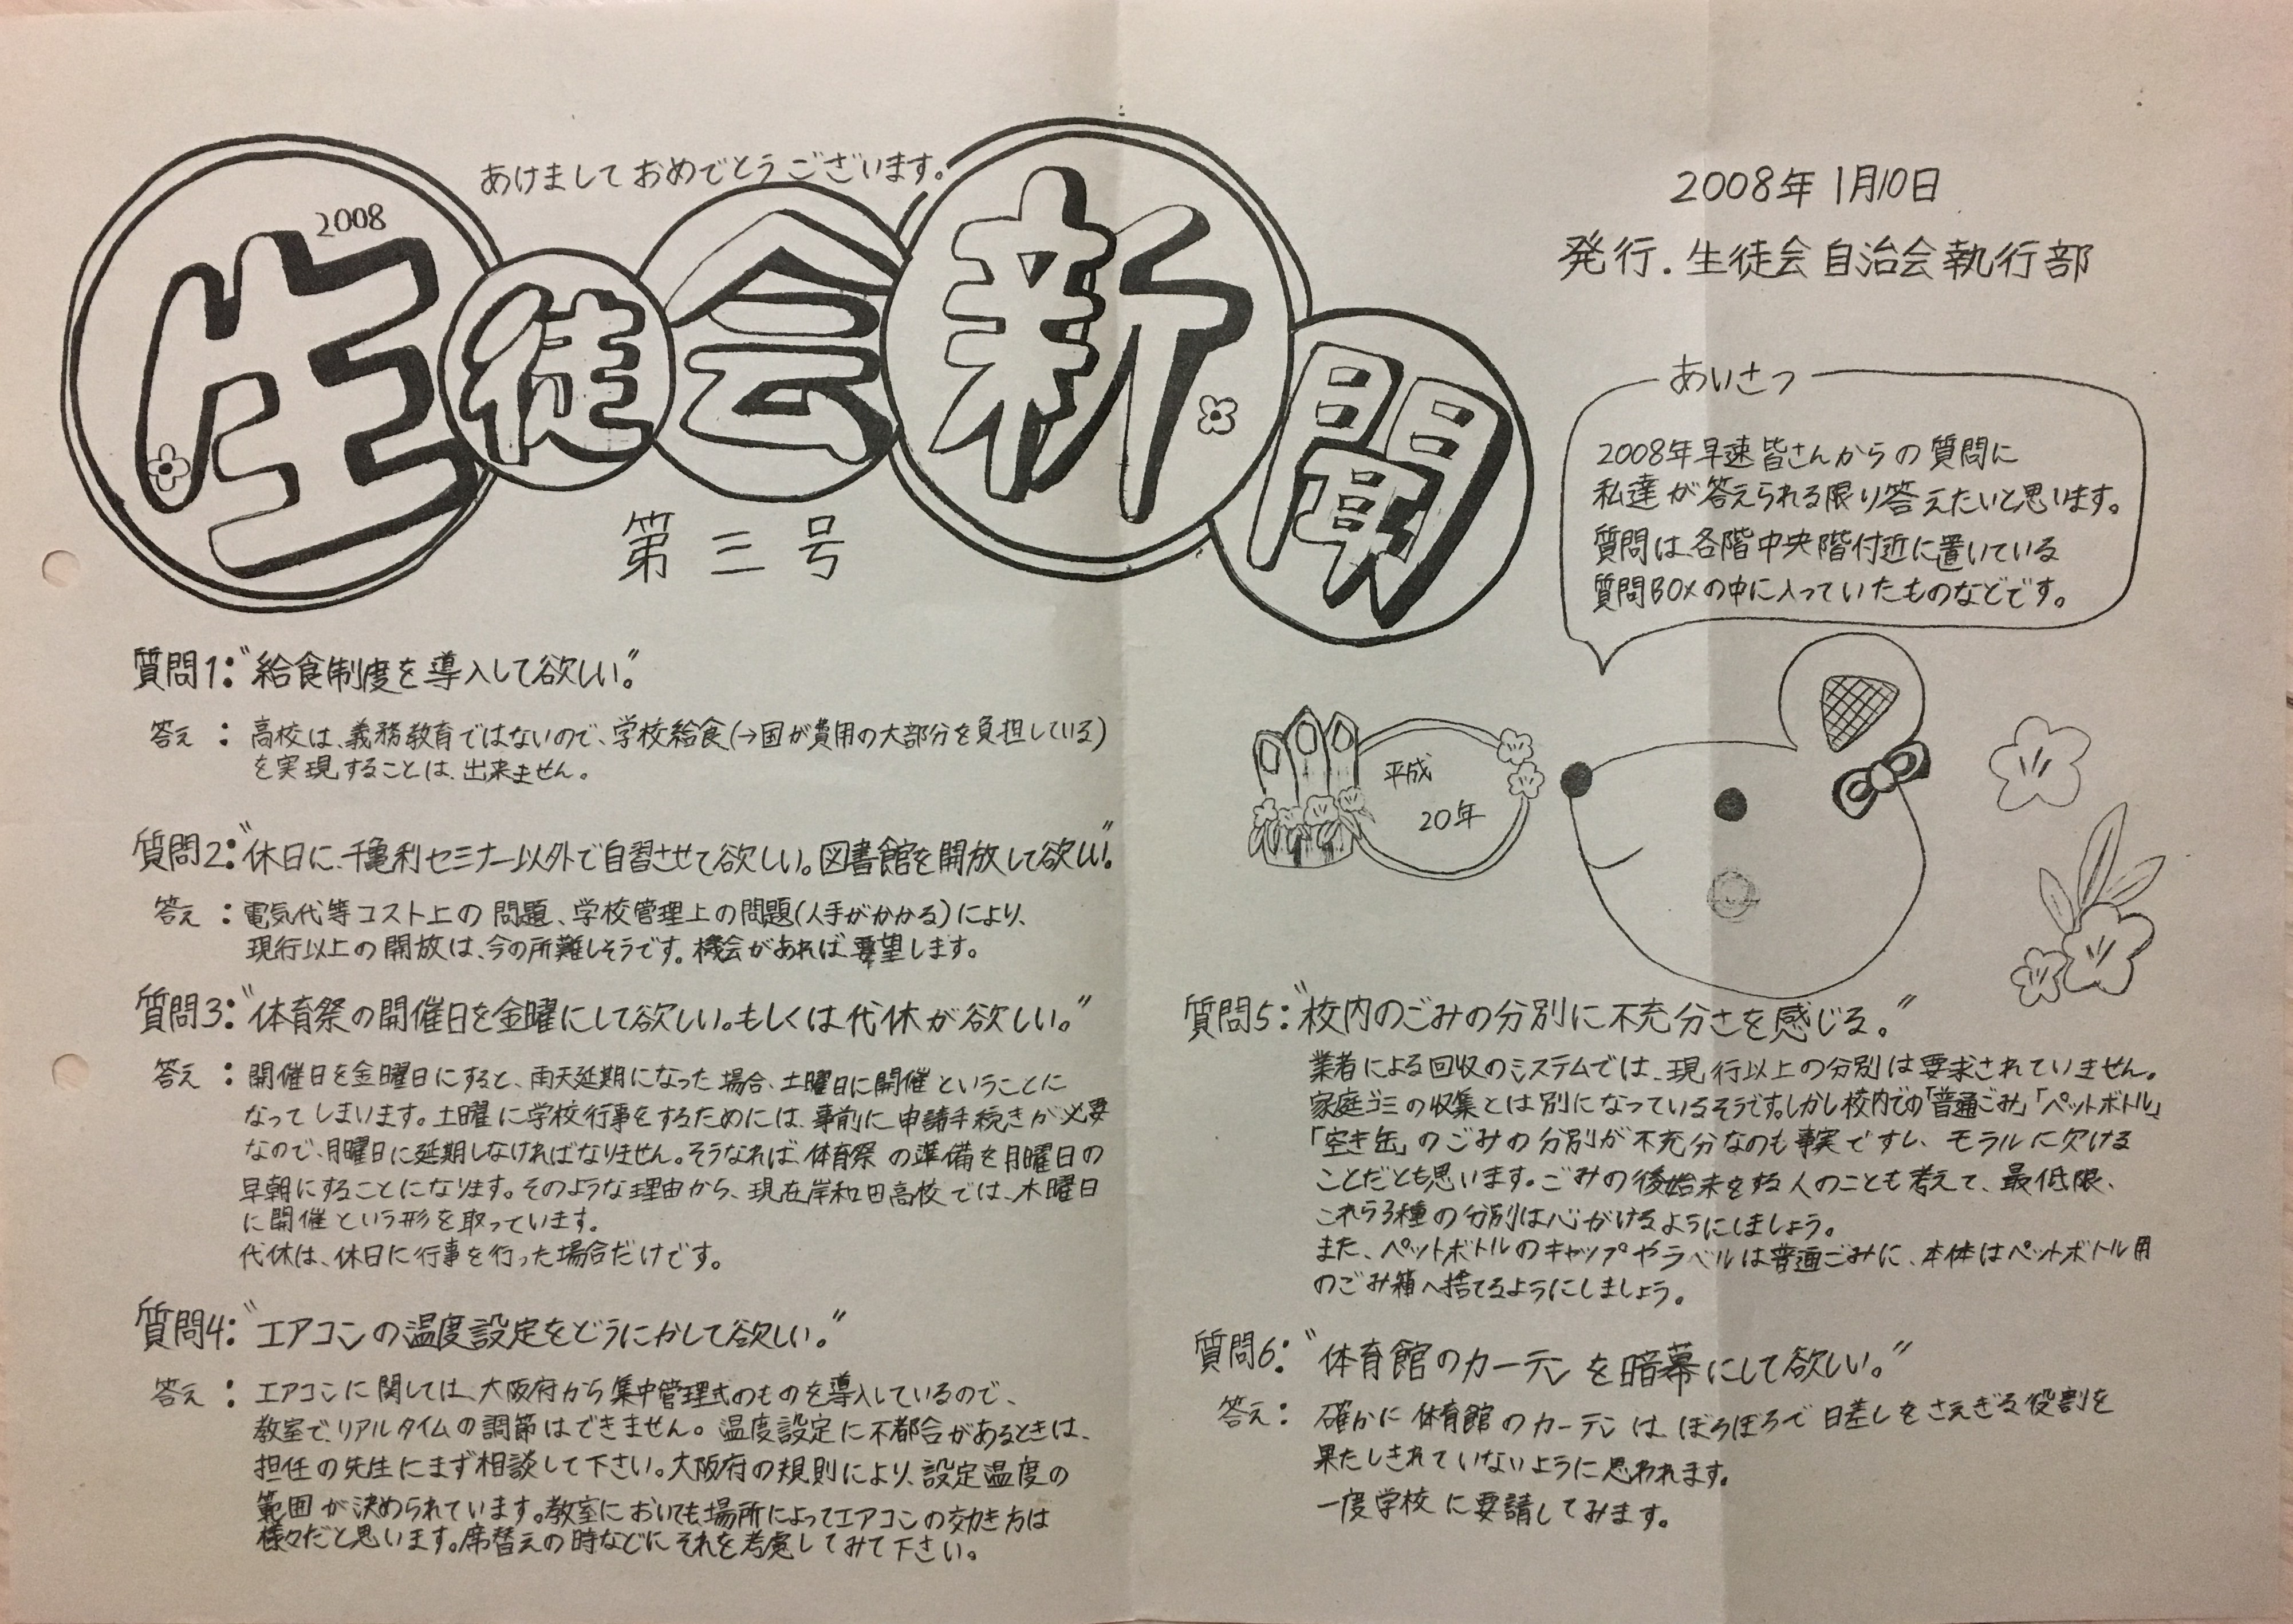 あけまして おめでとう ございます。
2008
生徒会新聞
第三号
2008年 1月10日
発行. 生徒会 自治会執行部
あいさつ
2008年早速皆さんからの質問に
私達が答えられる限り答えたいと思います。
質問は各階中央階付近に置いている
質問BOXの中に入っていたものなどです。
平成
20年
質問1:"給食制度を導入して欲しい。"
答え : 高校は、義務教育ではないので、学校給食(→国が費用の大部分を負担している)
を実現することは、出来ません。
質問2:"休日に、千亀利セミナー以外で自習させて欲しい。図書館を開放して欲しい。"
答え : 電気代等コスト上の問題、学校管理上の問題(人手がかかる)により、
現行以上の開放は、今の所難しそうです。機会があれば、要望します。
質問3:"体育祭の開催日を金曜にして欲しい。もしくは代休が欲しい。"
答え : 開催日を金曜日にすると、雨天延期になった場合、土曜日に開催ということに
なってしまいます。土曜に学校行事をするためには、事前に申請手続きが必要
なので、月曜日に延期しなければなりません。そうなれば、体育祭の準備を月曜日の
早朝にすることになります。そのような理由から、現在岸和田高校では、木曜日
に開催という形を取っています。
代休は、休日に行事を行った場合だけです。
質問4:"エアコンの温度設定をどうにかして欲しい。"
答え : エアコンに関しては、大阪府から集中管理式のものを導入しているので、
教室で、リアルタイムの調節はできません。温度設定に不都合があるときは、
担任の先生にまず相談して下さい。大阪府の規則により、設定温度の
範囲が決められています。教室においても場所によってエアコンの効き方は
様々だと思います。席替えの時などにそれを考慮してみて下さい。
質問5:"校内のごみの分別に不充分さを感じる。"
業者による回収のシステムでは、現行以上の分別は要求されていません。
家庭ゴミの収集とは別になっているそうです。しかし校内での「普通ごみ」「ペットボトル」
「空き缶」のごみの分別が不充分なのも事実ですし、モラルに欠ける
ことだとも思います。ごみの後始末をする人のことも考えて、最低限、
これら3種の分別は心がけるようにしましょう。
また、ペットボトルのキャップやラベルは普通ごみに、本体はペットボトル用
のごみ箱へ捨てるようにしましょう。
質問6:"体育館のカーテンを暗幕にして欲しい。"
答え : 確かに体育館のカーテンは、ぼろぼろで日差しをさえぎる役割を
果たしきれていないように思われます。
一度学校に要請してみます。